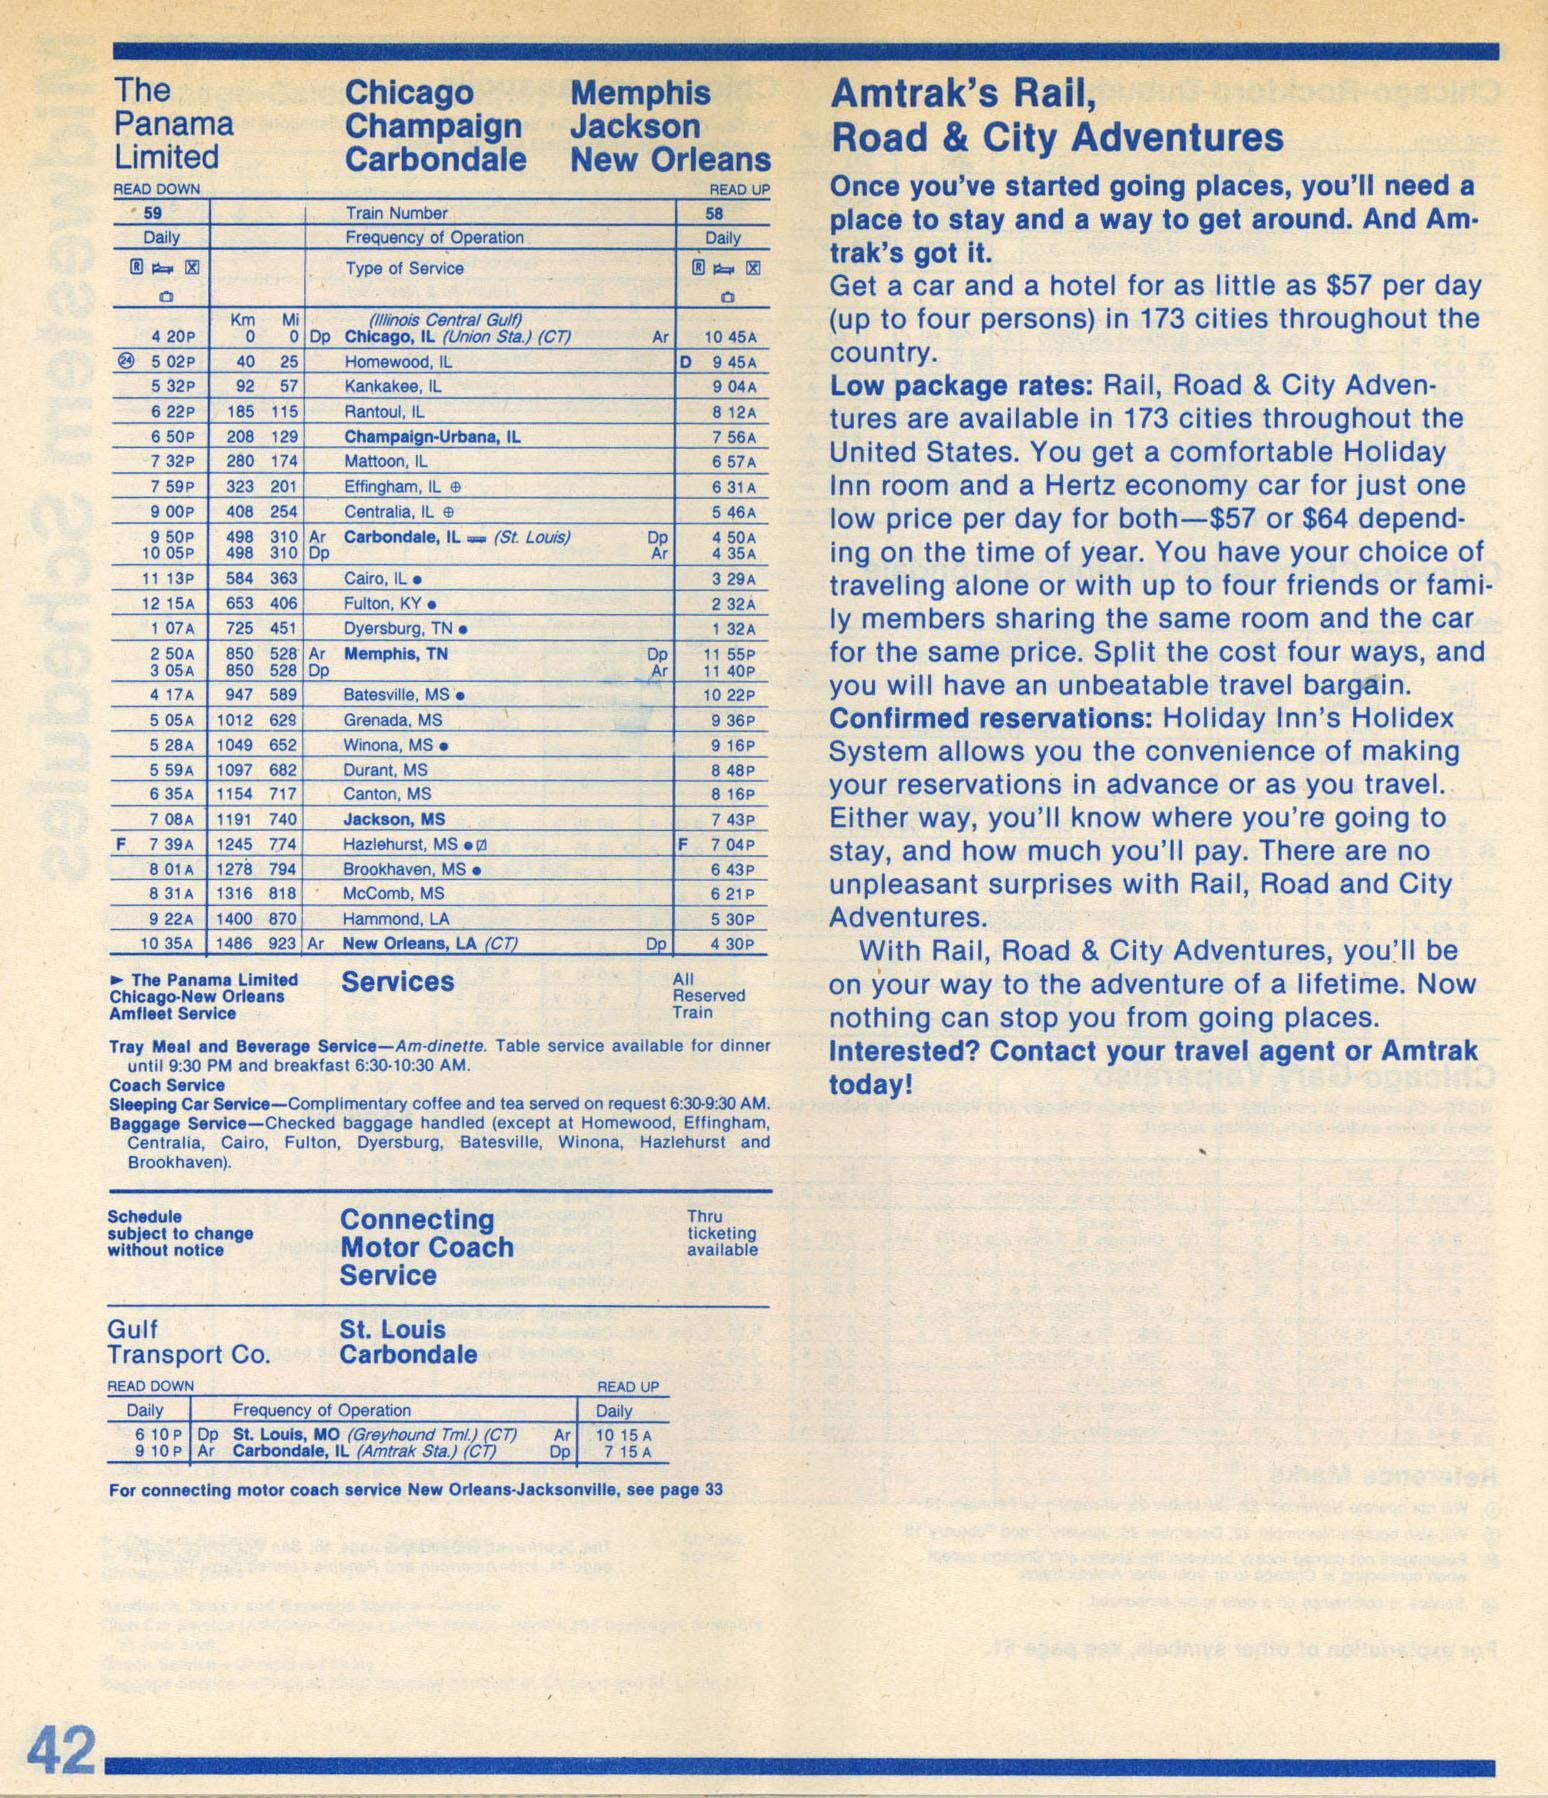 The Panama Limited
Chicago Champaign Carbondale
Memphis Jackson New Orleans
READ DOWN READ UP
59 Train Number 58
Daily Frequency of Operation Daily
R X Type of Service R X
Km Mi (Illinois Central Gulf)
4 20P 0 0 Dp Chicago, IL (Union Sta.) (CT) Ar 10 45A
24 5 02P 40 25 Homewood, IL D 9 45A
5 32P 92 57 Kankakee, IL 9 04A
6 22P 185 115 Rantoul, IL 8 12A
6 50P 208 129 Champaign-Urbana, IL 7 56A
7 32P 280 174 Mattoon, IL 6 57A
7 59P 323 201 Effingham, IL ⊕ 6 31A
9 00P 408 254 Centralia, IL ⊕ 5 46A
9 50P 498 310 Ar Carbondale, IL (St. Louis) Dp 4 50A
10 05P 498 310 Dp Ar 4 35A
11 13P 584 363 Cairo, IL ● 3 29A
12 15A 653 406 Fulton, KY ● 2 32A
1 07A 725 451 Dyersburg, TN ● 1 32A
2 50A 850 528 Ar Memphis, TN Dp 11 55P
3 05A 850 528 Dp Ar 11 40P
4 17A 947 589 Batesville, MS ● 10 22P
5 05A 1012 629 Grenada, MS 9 36P
5 28A 1049 652 Winona, MS ● 9 16P
5 59A 1097 682 Durant, MS 8 48P
6 35A 1154 717 Canton, MS 8 16P
7 08A 1191 740 Jackson, MS 7 43P
F 7 39A 1245 774 Hazlehurst, MS ● F 7 04P
8 01A 1278 794 Brookhaven, MS ● 6 43P
8 31A 1316 818 McComb, MS 6 21P
9 22A 1400 870 Hammond, LA 5 30P
10 35A 1486 923 Ar New Orleans, LA (CT) Dp 4 30P
► The Panama Limited
Chicago-New Orleans
Amfleet Service
Services
All
Reserved
Train
Tray Meal and Beverage Service—Am-dinette. Table service available for dinner
until 9:30 PM and breakfast 6:30-10:30 AM.
Coach Service
Sleeping Car Service—Complimentary coffee and tea served on request 6:30-9:30 AM.
Baggage Service—Checked baggage handled (except at Homewood, Effingham,
Centralia, Cairo, Fulton, Dyersburg, Batesville, Winona, Hazlehurst and
Brookhaven).
Schedule
subject to change
without notice
Connecting
Motor Coach
Service
Thru
ticketing
available
Gulf
Transport Co.
St. Louis
Carbondale
READ DOWN READ UP
Daily Frequency of Operation Daily
6 10 P Dp St. Louis, MO (Greyhound Tml.) (CT) Ar 10 15 A
9 10 P Ar Carbondale, IL (Amtrak Sta.) (CT) Dp 7 15 A
For connecting motor coach service New Orleans-Jacksonville, see page 33
Amtrak's Rail,
Road & City Adventures
Once you've started going places, you'll need a
place to stay and a way to get around. And Am-
trak's got it.
Get a car and a hotel for as little as $57 per day
(up to four persons) in 173 cities throughout the
country.
Low package rates: Rail, Road & City Adven-
tures are available in 173 cities throughout the
United States. You get a comfortable Holiday
Inn room and a Hertz economy car for just one
low price per day for both—$57 or $64 depend-
ing on the time of year. You have your choice of
traveling alone or with up to four friends or fami-
ly members sharing the same room and the car
for the same price. Split the cost four ways, and
you will have an unbeatable travel bargain.
Confirmed reservations: Holiday Inn's Holidex
System allows you the convenience of making
your reservations in advance or as you travel.
Either way, you'll know where you're going to
stay, and how much you'll pay. There are no
unpleasant surprises with Rail, Road and City
Adventures.
With Rail, Road & City Adventures, you'll be
on your way to the adventure of a lifetime. Now
nothing can stop you from going places.
Interested? Contact your travel agent or Amtrak
today!
42